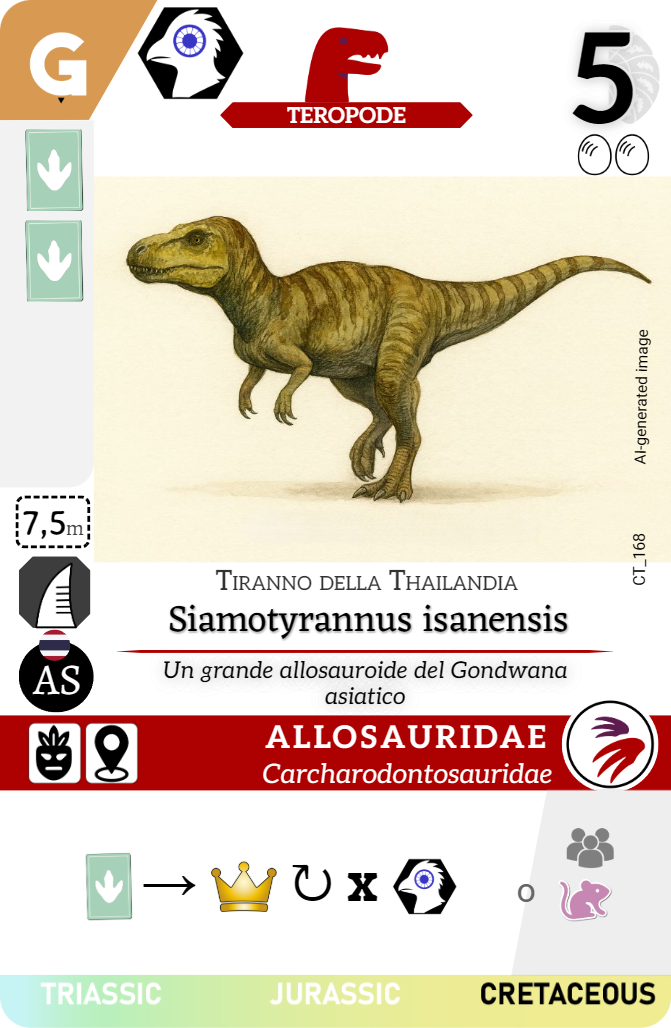 G
TEROPODE
5
AI-generated image
CT_168
7,5m
AS
Tiranno della Thailandia
Siamotyrannus isanensis
Un grande allosauroide del Gondwana
asiatico
ALLOSAURIDAE
Carcharodontosauridae
x
o
TRIASSIC JURASSIC CRETACEOUS